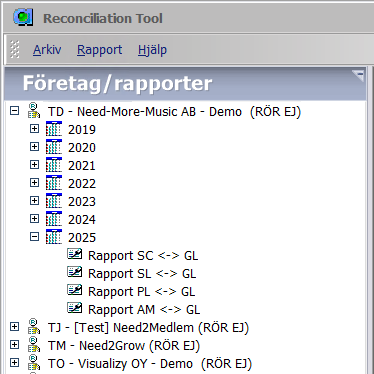 Reconciliation Tool
Arkiv Rapport Hjälp
Företag/rapporter
TD - Need-More-Music AB - Demo (RÖR EJ)
2019
2020
2021
2022
2023
2024
2025
Rapport SC <-> GL
Rapport SL <-> GL
Rapport PL <-> GL
Rapport AM <-> GL
TJ - [Test] Need2Medlem (RÖR EJ)
TM - Need2Grow (RÖR EJ)
TO - Visualizy OY - Demo (RÖR EJ)